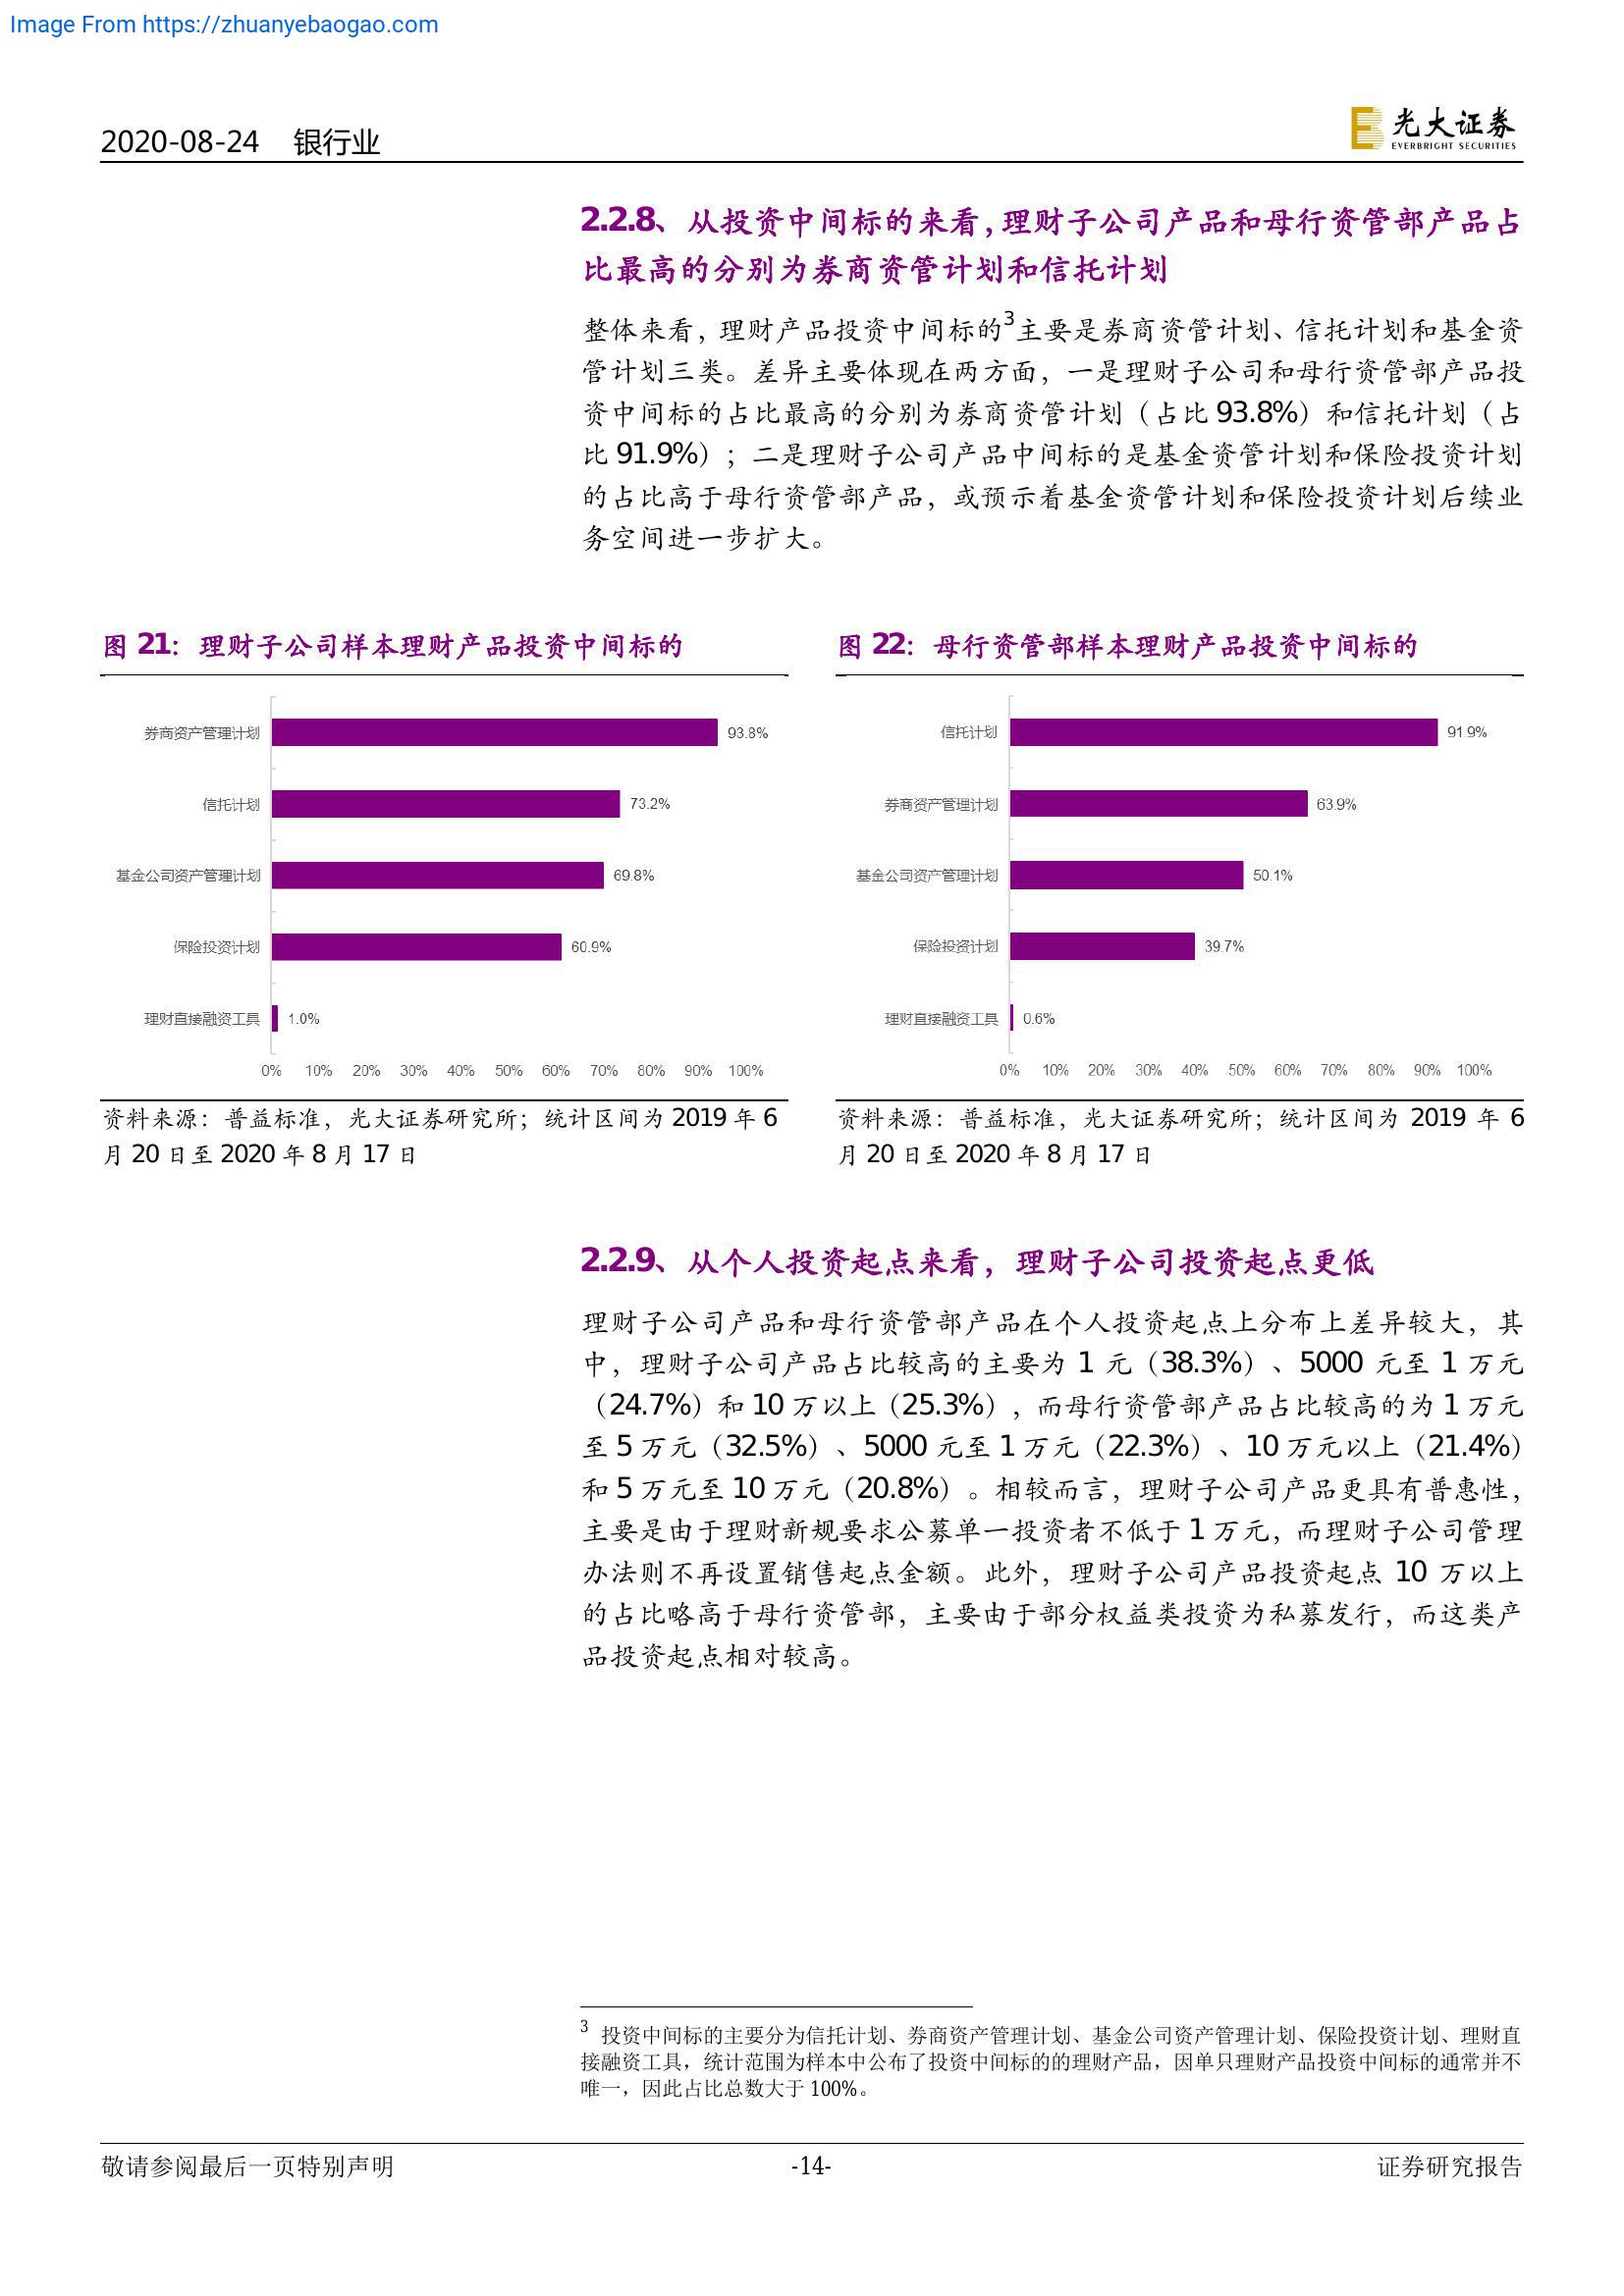 Image From https://zhuanyebaogao.com
2020-08-24 银行业
光大证券
EVERBRIGHT SECURITIES
2.2.8、从投资中间标的来看，理财子公司产品和母行资管部产品占
比最高的分别为券商资管计划和信托计划
整体来看，理财产品投资中间标的3主要是券商资管计划、信托计划和基金资
管计划三类。差异主要体现在两方面，一是理财子公司和母行资管部产品投
资中间标的占比最高的分别为券商资管计划（占比 93.8%）和信托计划（占
比 91.9%）；二是理财子公司产品中间标的是基金资管计划和保险投资计划
的占比高于母行资管部产品，或预示着基金资管计划和保险投资计划后续业
务空间进一步扩大。
图 21：理财子公司样本理财产品投资中间标的
券商资产管理计划 93.8%
信托计划 73.2%
基金公司资产管理计划 69.8%
保险投资计划 60.9%
理财直接融资工具 1.0%
0% 10% 20% 30% 40% 50% 60% 70% 80% 90% 100%
资料来源：普益标准，光大证券研究所；统计区间为 2019 年 6
月 20 日至 2020 年 8 月 17 日
图 22：母行资管部样本理财产品投资中间标的
信托计划 91.9%
券商资产管理计划 63.9%
基金公司资产管理计划 50.1%
保险投资计划 39.7%
理财直接融资工具 0.6%
0% 10% 20% 30% 40% 50% 60% 70% 80% 90% 100%
资料来源：普益标准，光大证券研究所；统计区间为 2019 年 6
月 20 日至 2020 年 8 月 17 日
2.2.9、从个人投资起点来看，理财子公司投资起点更低
理财子公司产品和母行资管部产品在个人投资起点上分布上差异较大，其
中，理财子公司产品占比较高的主要为 1 元（38.3%）、5000 元至 1 万元
（24.7%）和 10 万以上（25.3%），而母行资管部产品占比较高的为 1 万元
至 5 万元（32.5%）、5000 元至 1 万元（22.3%）、10 万元以上（21.4%）
和 5 万元至 10 万元（20.8%）。相较而言，理财子公司产品更具有普惠性，
主要是由于理财新规要求公募单一投资者不低于 1 万元，而理财子公司管理
办法则不再设置销售起点金额。此外，理财子公司产品投资起点 10 万以上
的占比略高于母行资管部，主要由于部分权益类投资为私募发行，而这类产
品投资起点相对较高。
3 投资中间标的主要分为信托计划、券商资产管理计划、基金公司资产管理计划、保险投资计划、理财直
接融资工具，统计范围为样本中公布了投资中间标的的理财产品，因单只理财产品投资中间标的通常并不
唯一，因此占比总数大于 100%。
敬请参阅最后一页特别声明 -14- 证券研究报告